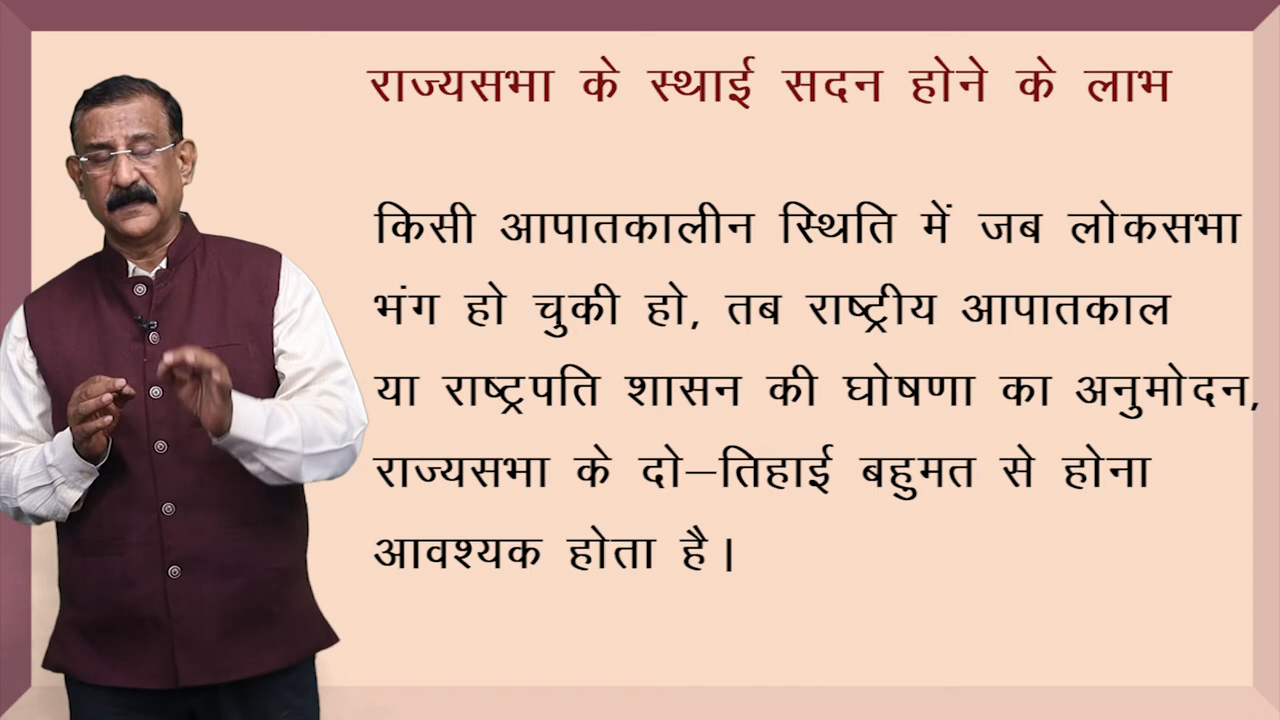 राज्यसभा के स्थाई सदन होने के लाभ
किसी आपातकालीन स्थिति में जब लोकसभा
भंग हो चुकी हो, तब राष्ट्रीय आपातकाल
या राष्ट्रपति शासन की घोषणा का अनुमोदन,
राज्यसभा के दो–तिहाई बहुमत से होना
आवश्यक होता है।